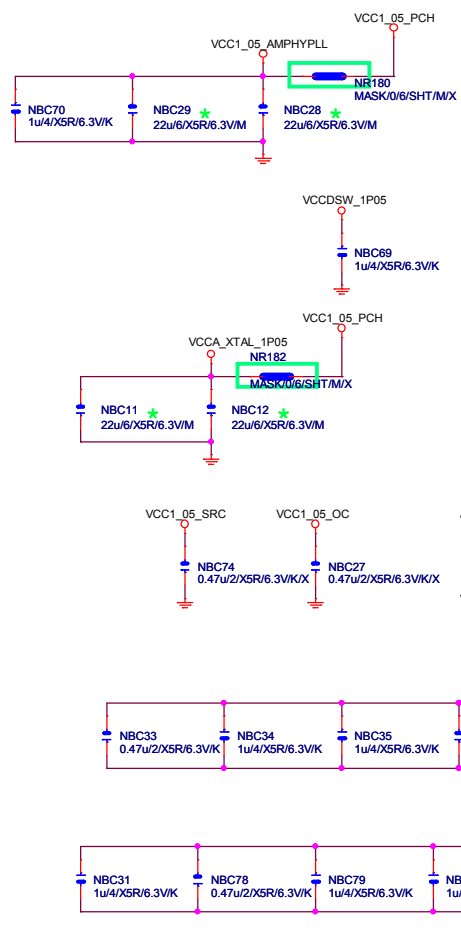 VCC1_05_PCH
VCC1_05_AMPHYPLL
NR180
MASK/0/6/SHT/M/X
NBC70
1u/4/X5R/6.3V/K
NBC29 *
22u/6/X5R/6.3V/M
NBC28 *
22u/6/X5R/6.3V/M
VCCDSW_1P05
NBC69
1u/4/X5R/6.3V/K
VCC1_05_PCH
VCCA_XTAL_1P05
NR182
MASK/0/6/SHT/M/X
NBC11 *
22u/6/X5R/6.3V/M
NBC12 *
22u/6/X5R/6.3V/M
VCC1_05_SRC
VCC1_05_OC
NBC74
0.47u/2/X5R/6.3V/K/X
NBC27
0.47u/2/X5R/6.3V/K/X
NBC33
0.47u/2/X5R/6.3V/K
NBC34
1u/4/X5R/6.3V/K
NBC35
1u/4/X5R/6.3V/K
NBC31
1u/4/X5R/6.3V/K
NBC78
0.47u/2/X5R/6.3V/K
NBC79
1u/4/X5R/6.3V/K
NB
1u/